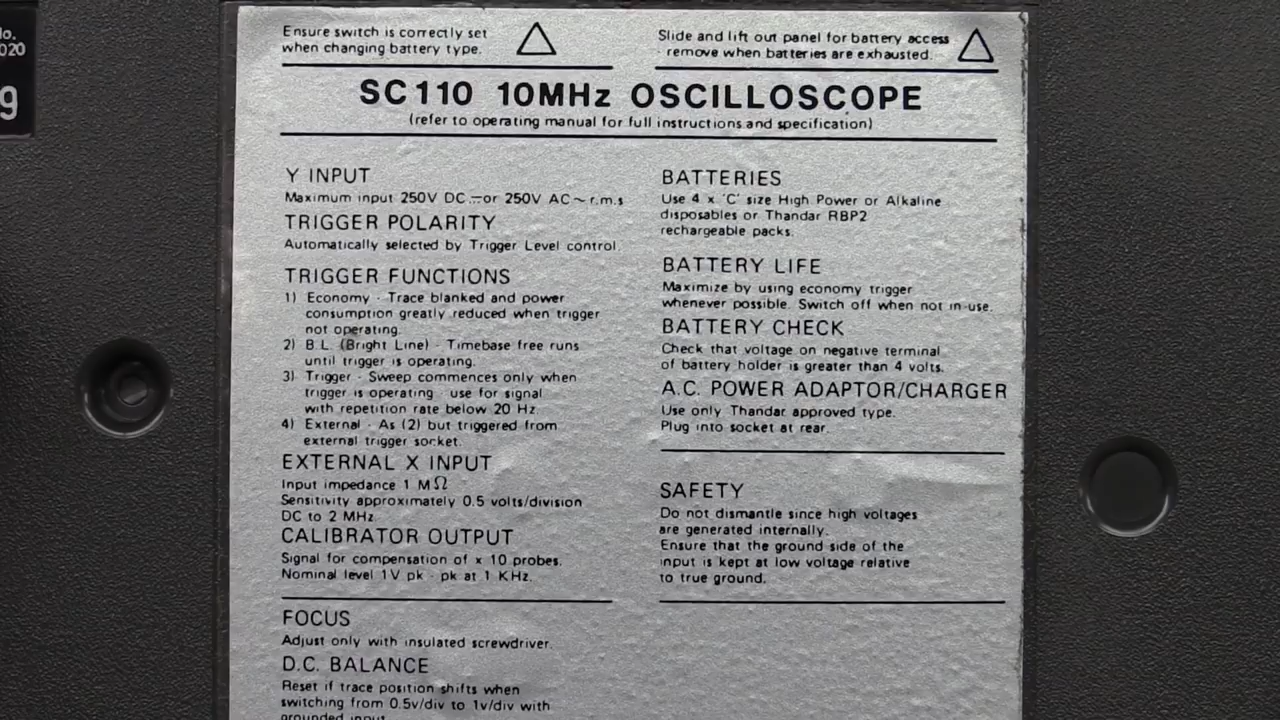 No.
020
9
Ensure switch is correctly set
when changing battery type.
Slide and lift out panel for battery access
- remove when batteries are exhausted.
SC110 10MHz OSCILLOSCOPE
(refer to operating manual for full instructions and specification)
Y INPUT
Maximum input 250V DC ⎓ or 250V AC ~ r.m.s
TRIGGER POLARITY
Automatically selected by Trigger Level control.
TRIGGER FUNCTIONS
1) Economy - Trace blanked and power
consumption greatly reduced when trigger
not operating.
2) B.L. (Bright Line) - Timebase free runs
until trigger is operating.
3) Trigger - Sweep commences only when
trigger is operating use for signal
with repetition rate below 20 Hz.
4) External - As (2) but triggered from
external trigger socket.
EXTERNAL X INPUT
Input impedance 1 MΩ
Sensitivity approximately 0.5 volts/division
DC to 2 MHz.
CALIBRATOR OUTPUT
Signal for compensation of x 10 probes.
Nominal level 1V pk - pk at 1 KHz.
FOCUS
Adjust only with insulated screwdriver.
D.C. BALANCE
Reset if trace position shifts when
switching from 0.5v/div to 1v/div with
grounded input.
BATTERIES
Use 4 x 'C' size High Power or Alkaline
disposables or Thandar RBP2
rechargeable packs.
BATTERY LIFE
Maximize by using economy trigger
whenever possible. Switch off when not in-use.
BATTERY CHECK
Check that voltage on negative terminal
of battery holder is greater than 4 volts.
A.C. POWER ADAPTOR/CHARGER
Use only Thandar approved type.
Plug into socket at rear.
SAFETY
Do not dismantle since high voltages
are generated internally.
Ensure that the ground side of the
input is kept at low voltage relative
to true ground.